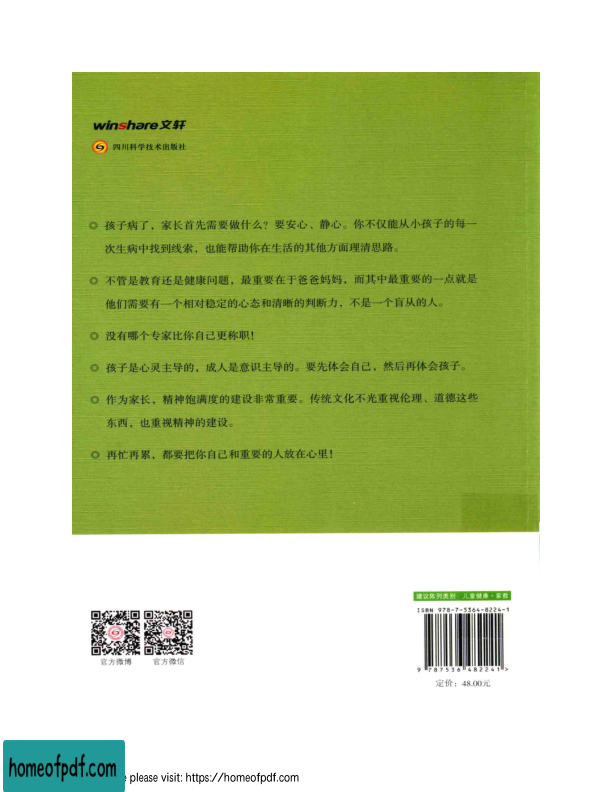 winshare文轩
四川科学技术出版社
孩子病了，家长首先需要做什么？要安心、静心。你不仅能从小孩子的每一
次生病中找到线索，也能帮助你在生活的其他方面理清思路。
不管是教育还是健康问题，最重要在于爸爸妈妈，而其中最重要的一点就是
他们需要有一个相对稳定的心态和清晰的判断力，不是一个盲从的人。
没有哪个专家比你自己更称职！
孩子是心灵主导的，成人是意识主导的。要先体会自己，然后再体会孩子。
作为家长，精神饱满度的建设非常重要。传统文化不光重视伦理、道德这些
东西，也重视精神的建设。
再忙再累，都要把你自己和重要的人放在心里！
建议陈列类别·儿童健康·家教
ISBN 978-7-5364-8224-1
9 787536 482241 >
定价：48.00元
官方微博 官方微信
homeofpdf.com
e please visit: https://homeofpdf.com